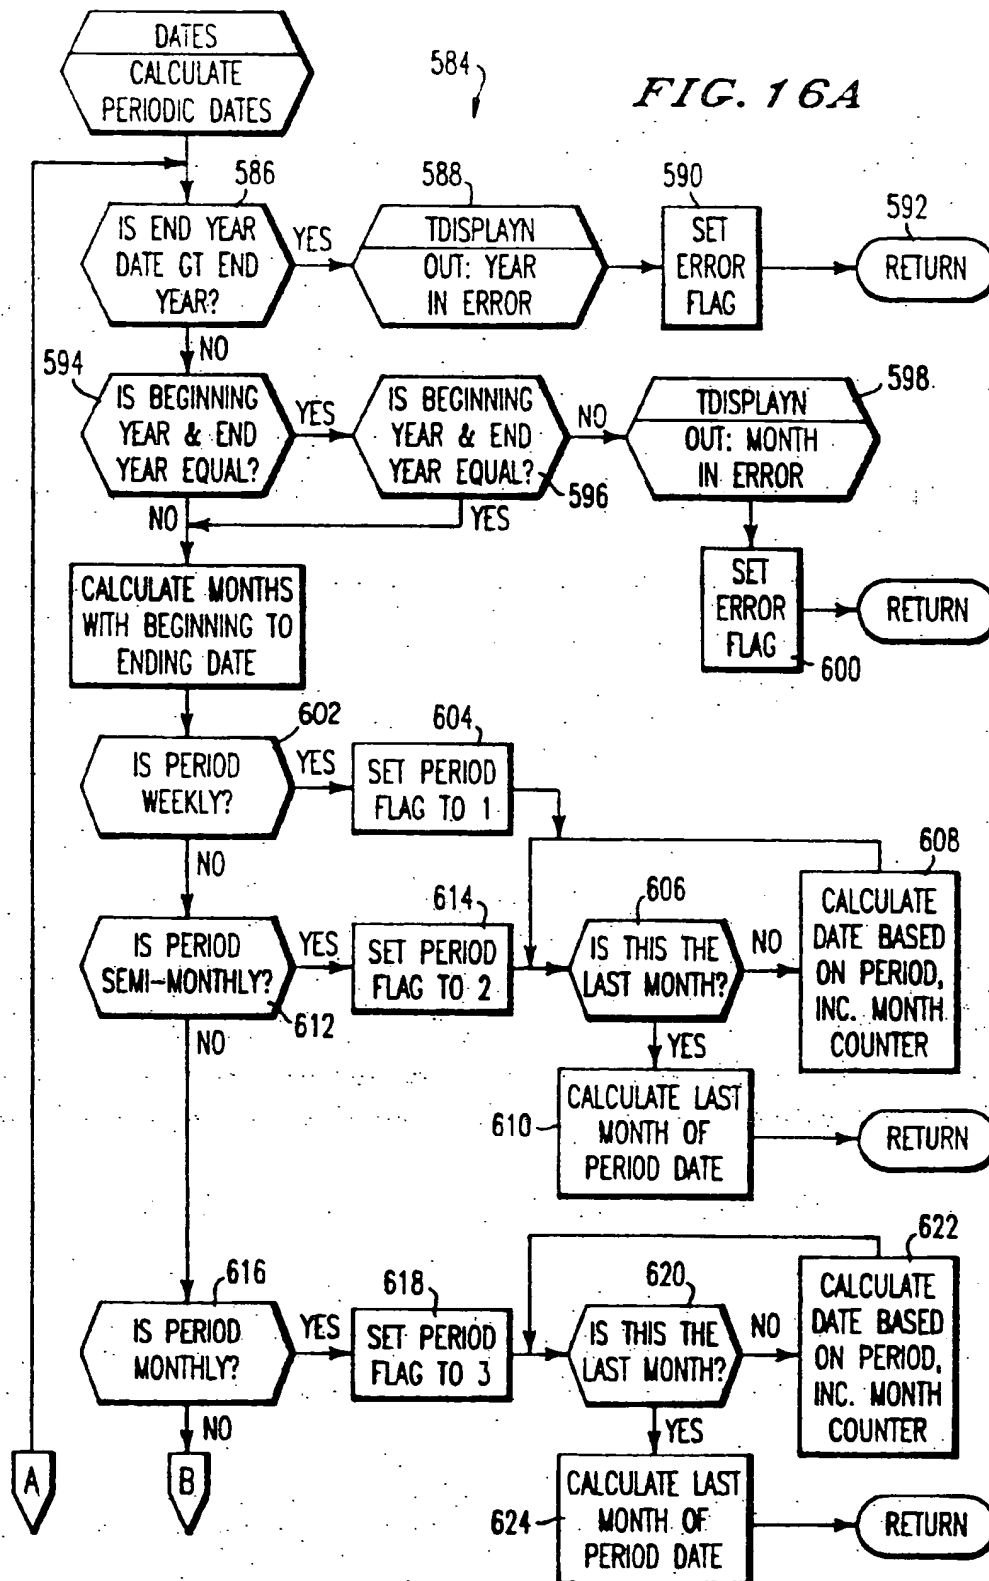 DATES
CALCULATE
PERIODIC DATES
584
FIG. 16A
586
IS END YEAR
DATE GT END
YEAR?
YES
588
TDISPLAYN
OUT: YEAR
IN ERROR
590
SET
ERROR
FLAG
592
RETURN
NO
594
IS BEGINNING
YEAR & END
YEAR EQUAL?
YES
IS BEGINNING
YEAR & END
YEAR EQUAL?
596
NO
598
TDISPLAYN
OUT: MONTH
IN ERROR
NO
YES
SET
ERROR
FLAG
600
RETURN
CALCULATE MONTHS
WITH BEGINNING TO
ENDING DATE
602
IS PERIOD
WEEKLY?
YES
604
SET PERIOD
FLAG TO 1
NO
608
CALCULATE
DATE BASED
ON PERIOD,
INC. MONTH
COUNTER
IS PERIOD
SEMI-MONTHLY?
612
YES
614
SET PERIOD
FLAG TO 2
606
IS THIS THE
LAST MONTH?
NO
NO
YES
610
CALCULATE LAST
MONTH OF
PERIOD DATE
RETURN
616
IS PERIOD
MONTHLY?
YES
618
SET PERIOD
FLAG TO 3
620
IS THIS THE
LAST MONTH?
NO
622
CALCULATE
DATE BASED
ON PERIOD,
INC. MONTH
COUNTER
NO
YES
A
B
624
CALCULATE LAST
MONTH OF
PERIOD DATE
RETURN